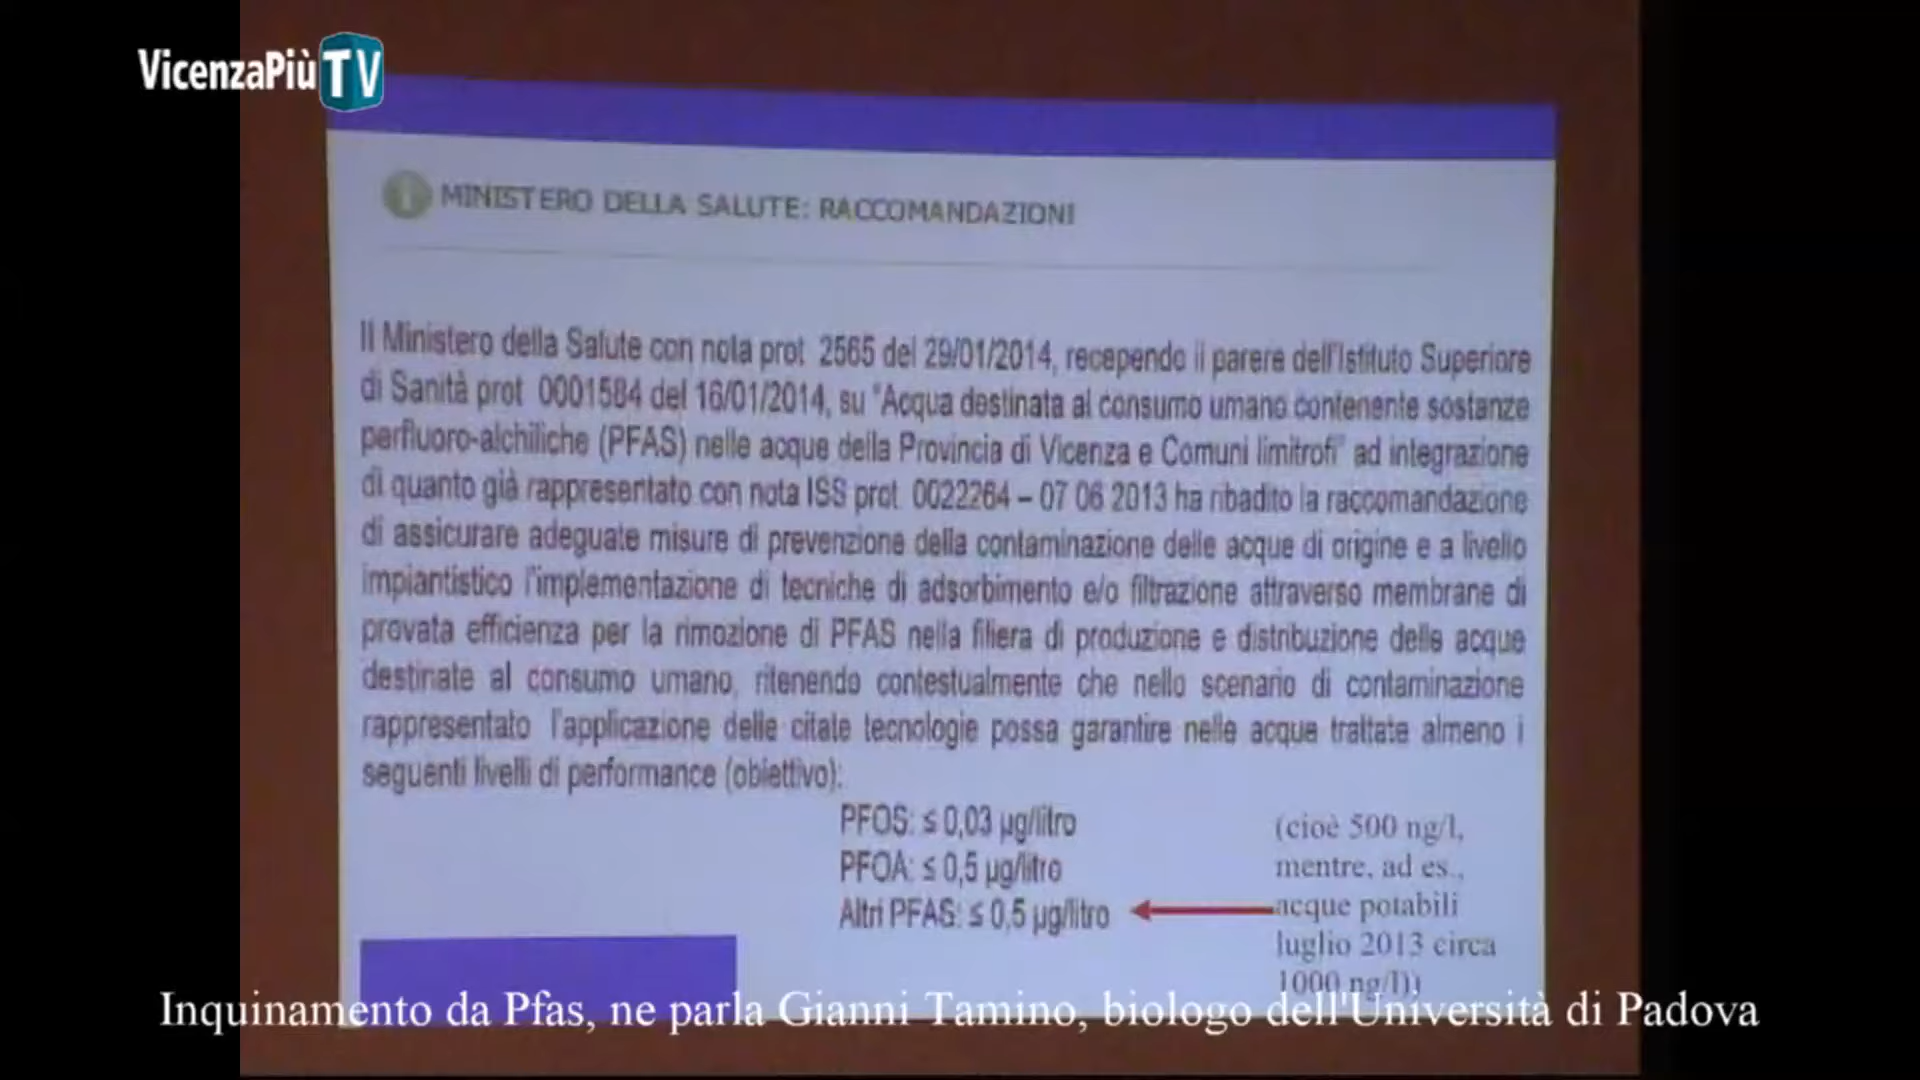 VicenzaPiù TV
MINISTERO DELLA SALUTE: RACCOMANDAZIONI
Il Ministero della Salute con nota prot. 2565 del 29/01/2014, recependo il parere dell'Istituto Superiore
di Sanità prot. 0001584 del 16/01/2014, su "Acqua destinata al consumo umano contenente sostanze
perfluoro-alchiliche (PFAS) nelle acque della Provincia di Vicenza e Comuni limitrofi" ad integrazione
di quanto già rappresentato con nota ISS prot. 0022264 – 07 06 2013 ha ribadito la raccomandazione
di assicurare adeguate misure di prevenzione della contaminazione delle acque di origine e a livello
impiantistico l'implementazione di tecniche di adsorbimento e/o filtrazione attraverso membrane di
provata efficienza per la rimozione di PFAS nella filiera di produzione e distribuzione delle acque
destinate al consumo umano, ritenendo contestualmente che nello scenario di contaminazione
rappresentato l'applicazione delle citate tecnologie possa garantire nelle acque trattate almeno i
seguenti livelli di performance (obiettivo):
PFOS: ≤ 0,03 µg/litro
PFOA: ≤ 0,5 µg/litro
Altri PFAS: ≤ 0,5 µg/litro
(cioè 500 ng/l,
mentre, ad es.,
acque potabili
luglio 2013 circa
1000 ng/l))
Inquinamento da Pfas, ne parla Gianni Tamino, biologo dell'Università di Padova